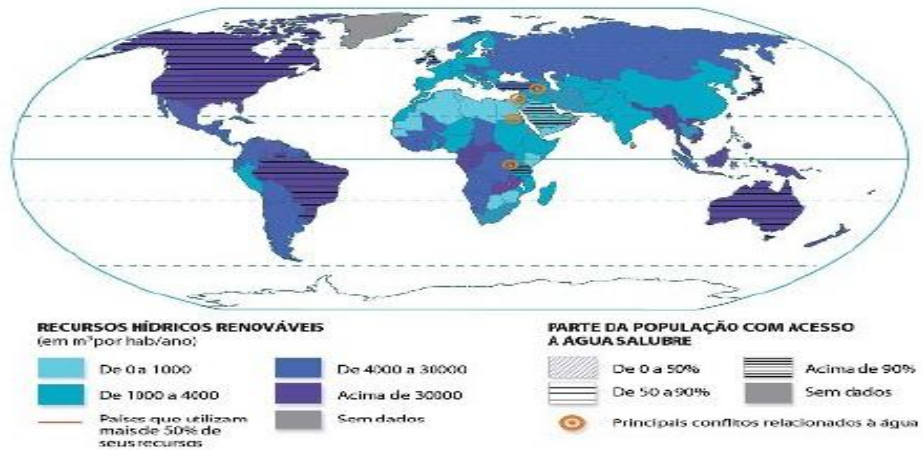 RECURSOS HÍDRICOS RENOVÁVEIS
(em m³ por hab/ano)
De 0 a 1000
De 1000 a 4000
Países que utilizam
mais de 50% de
seus recursos
De 4000 a 30000
Acima de 30000
Sem dados
PARTE DA POPULAÇÃO COM ACESSO
À ÁGUA SALUBRE
De 0 a 50%
De 50 a 90%
Acima de 90%
Sem dados
Principais conflitos relacionados à água